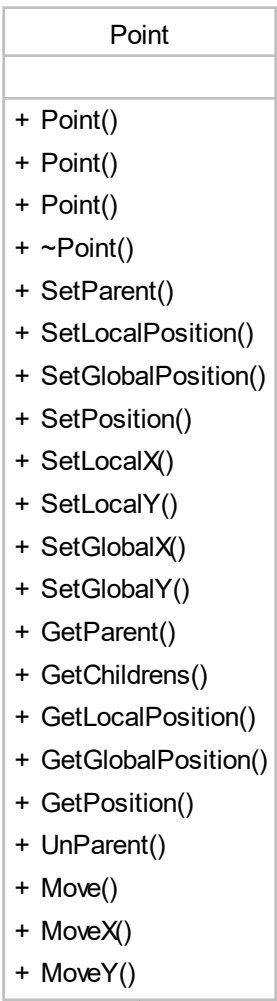 Point
+ Point()
+ Point()
+ Point()
+ ~Point()
+ SetParent()
+ SetLocalPosition()
+ SetGlobalPosition()
+ SetPosition()
+ SetLocalX()
+ SetLocalY()
+ SetGlobalX()
+ SetGlobalY()
+ GetParent()
+ GetChildrens()
+ GetLocalPosition()
+ GetGlobalPosition()
+ GetPosition()
+ UnParent()
+ Move()
+ MoveX()
+ MoveY()